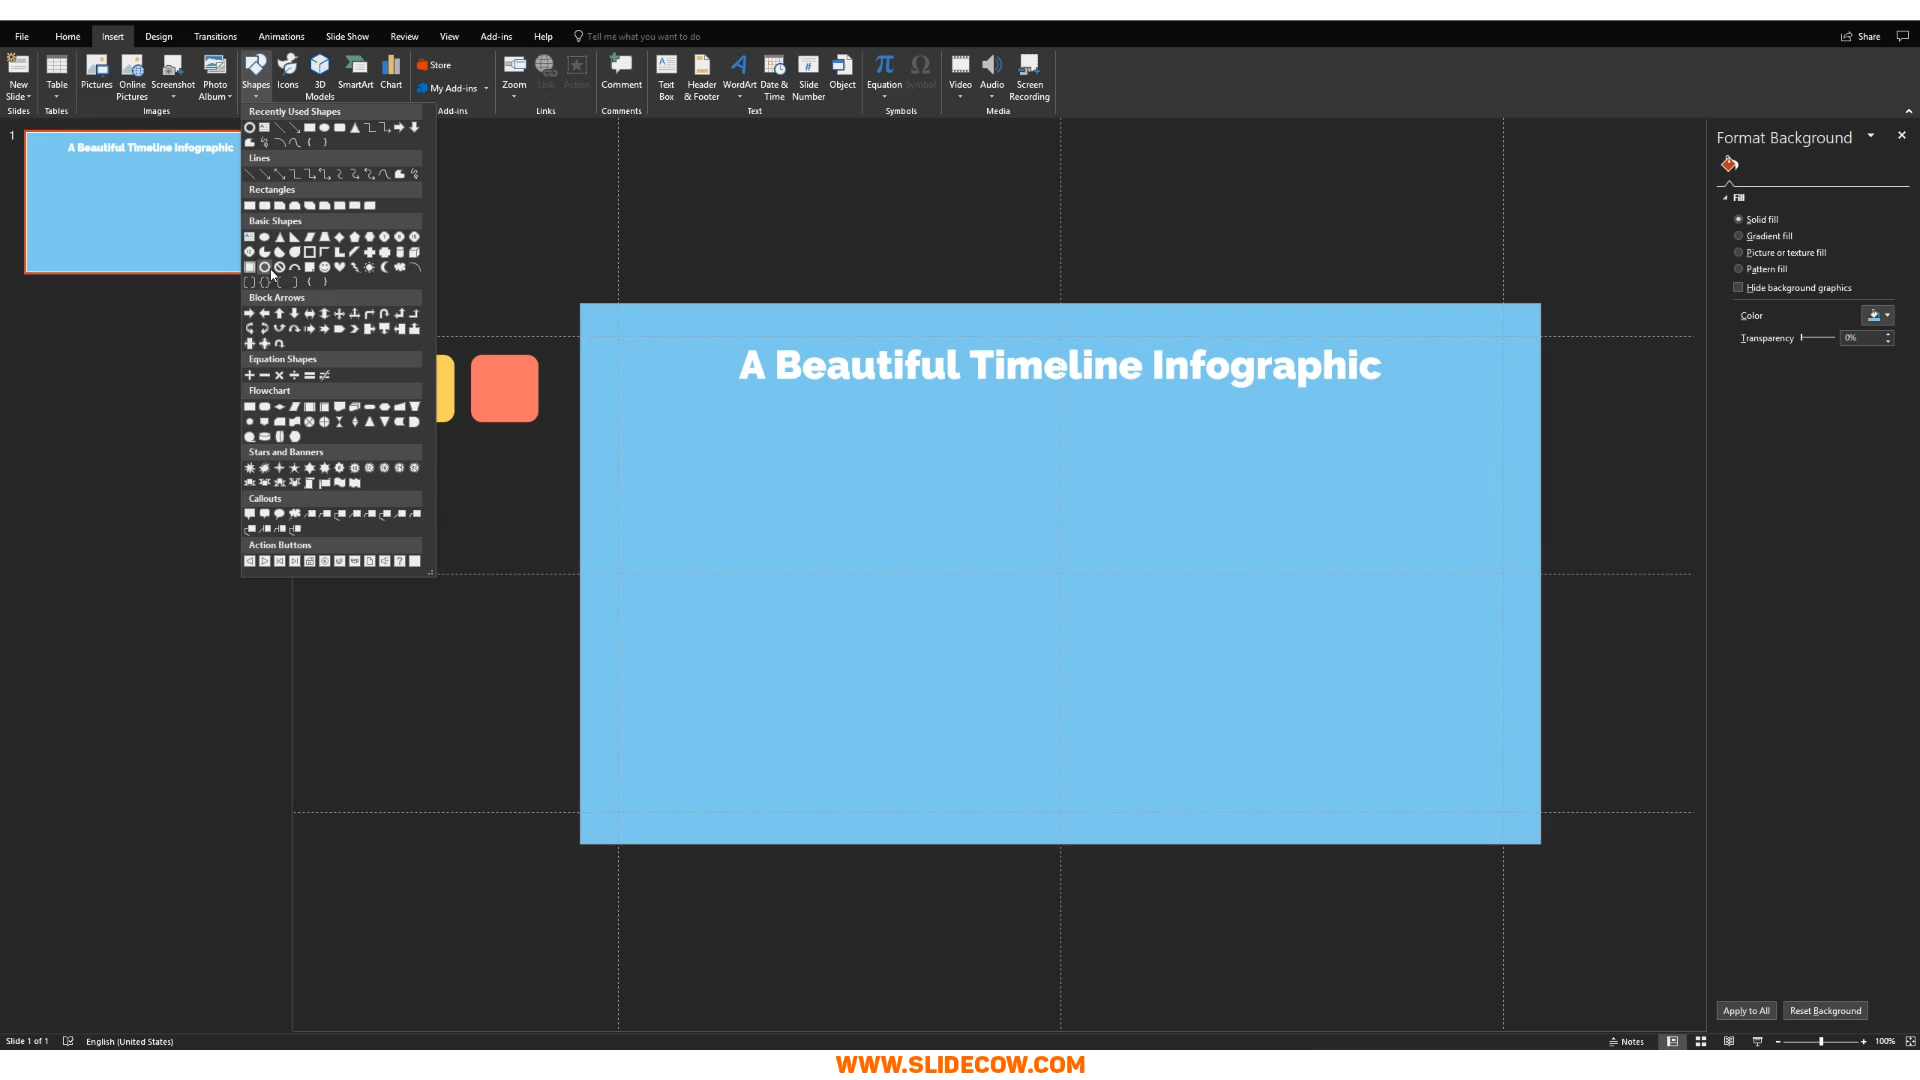 File Home Insert Design Transitions Animations Slide Show Review View Add-ins Help Tell me what you want to do Share
New Slide Table Pictures Online Pictures Screenshot Photo Album Shapes Icons 3D Models SmartArt Chart Store My Add-ins Zoom Link Action Comment Text Box Header & Footer WordArt Date & Time Slide Number Object Equation Symbol Video Audio Screen Recording
Slides Tables Images Add-ins Links Comments Text Symbols Media
Recently Used Shapes
Lines
Rectangles
Basic Shapes
Block Arrows
Equation Shapes
Flowchart
Stars and Banners
Callouts
Action Buttons
1
A Beautiful Timeline Infographic
A Beautiful Timeline Infographic
Format Background
Fill
Solid fill
Gradient fill
Picture or texture fill
Pattern fill
Hide background graphics
Color
Transparency 0%
Apply to All Reset Background
Slide 1 of 1 English (United States) Notes 100%
WWW.SLIDECOW.COM